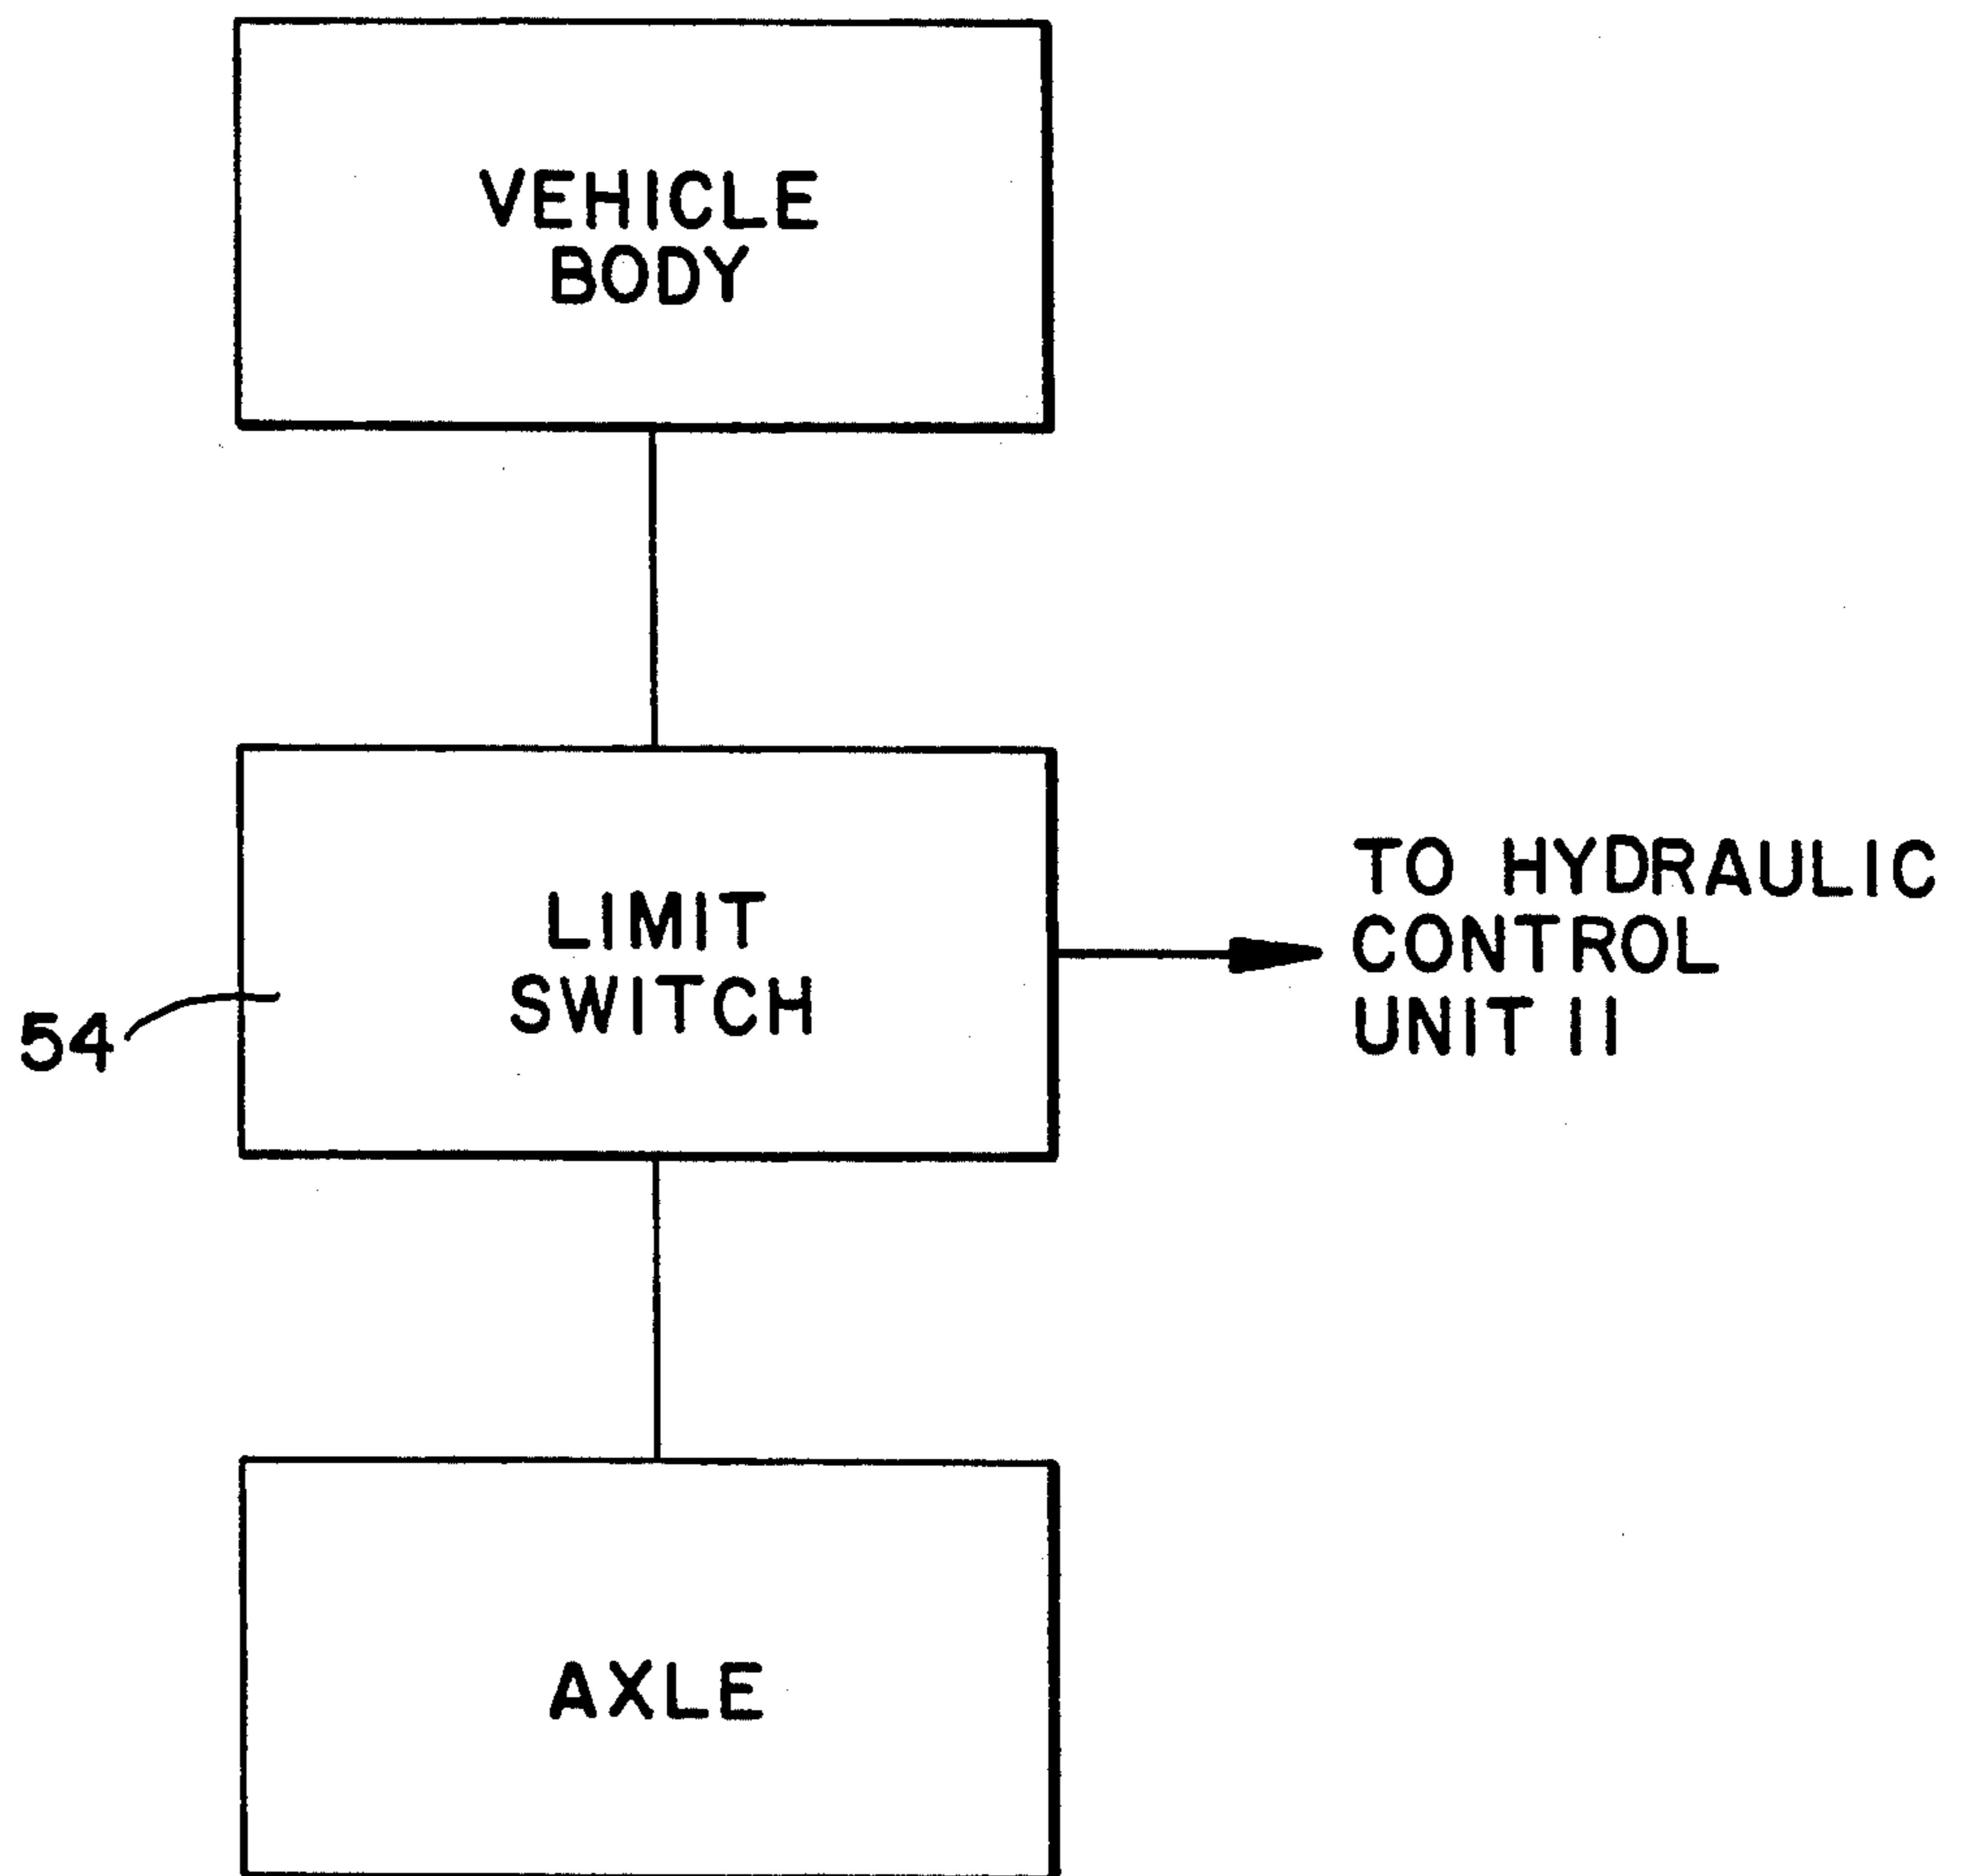 VEHICLE
BODY
LIMIT
SWITCH
54
TO HYDRAULIC
CONTROL
UNIT 11
AXLE